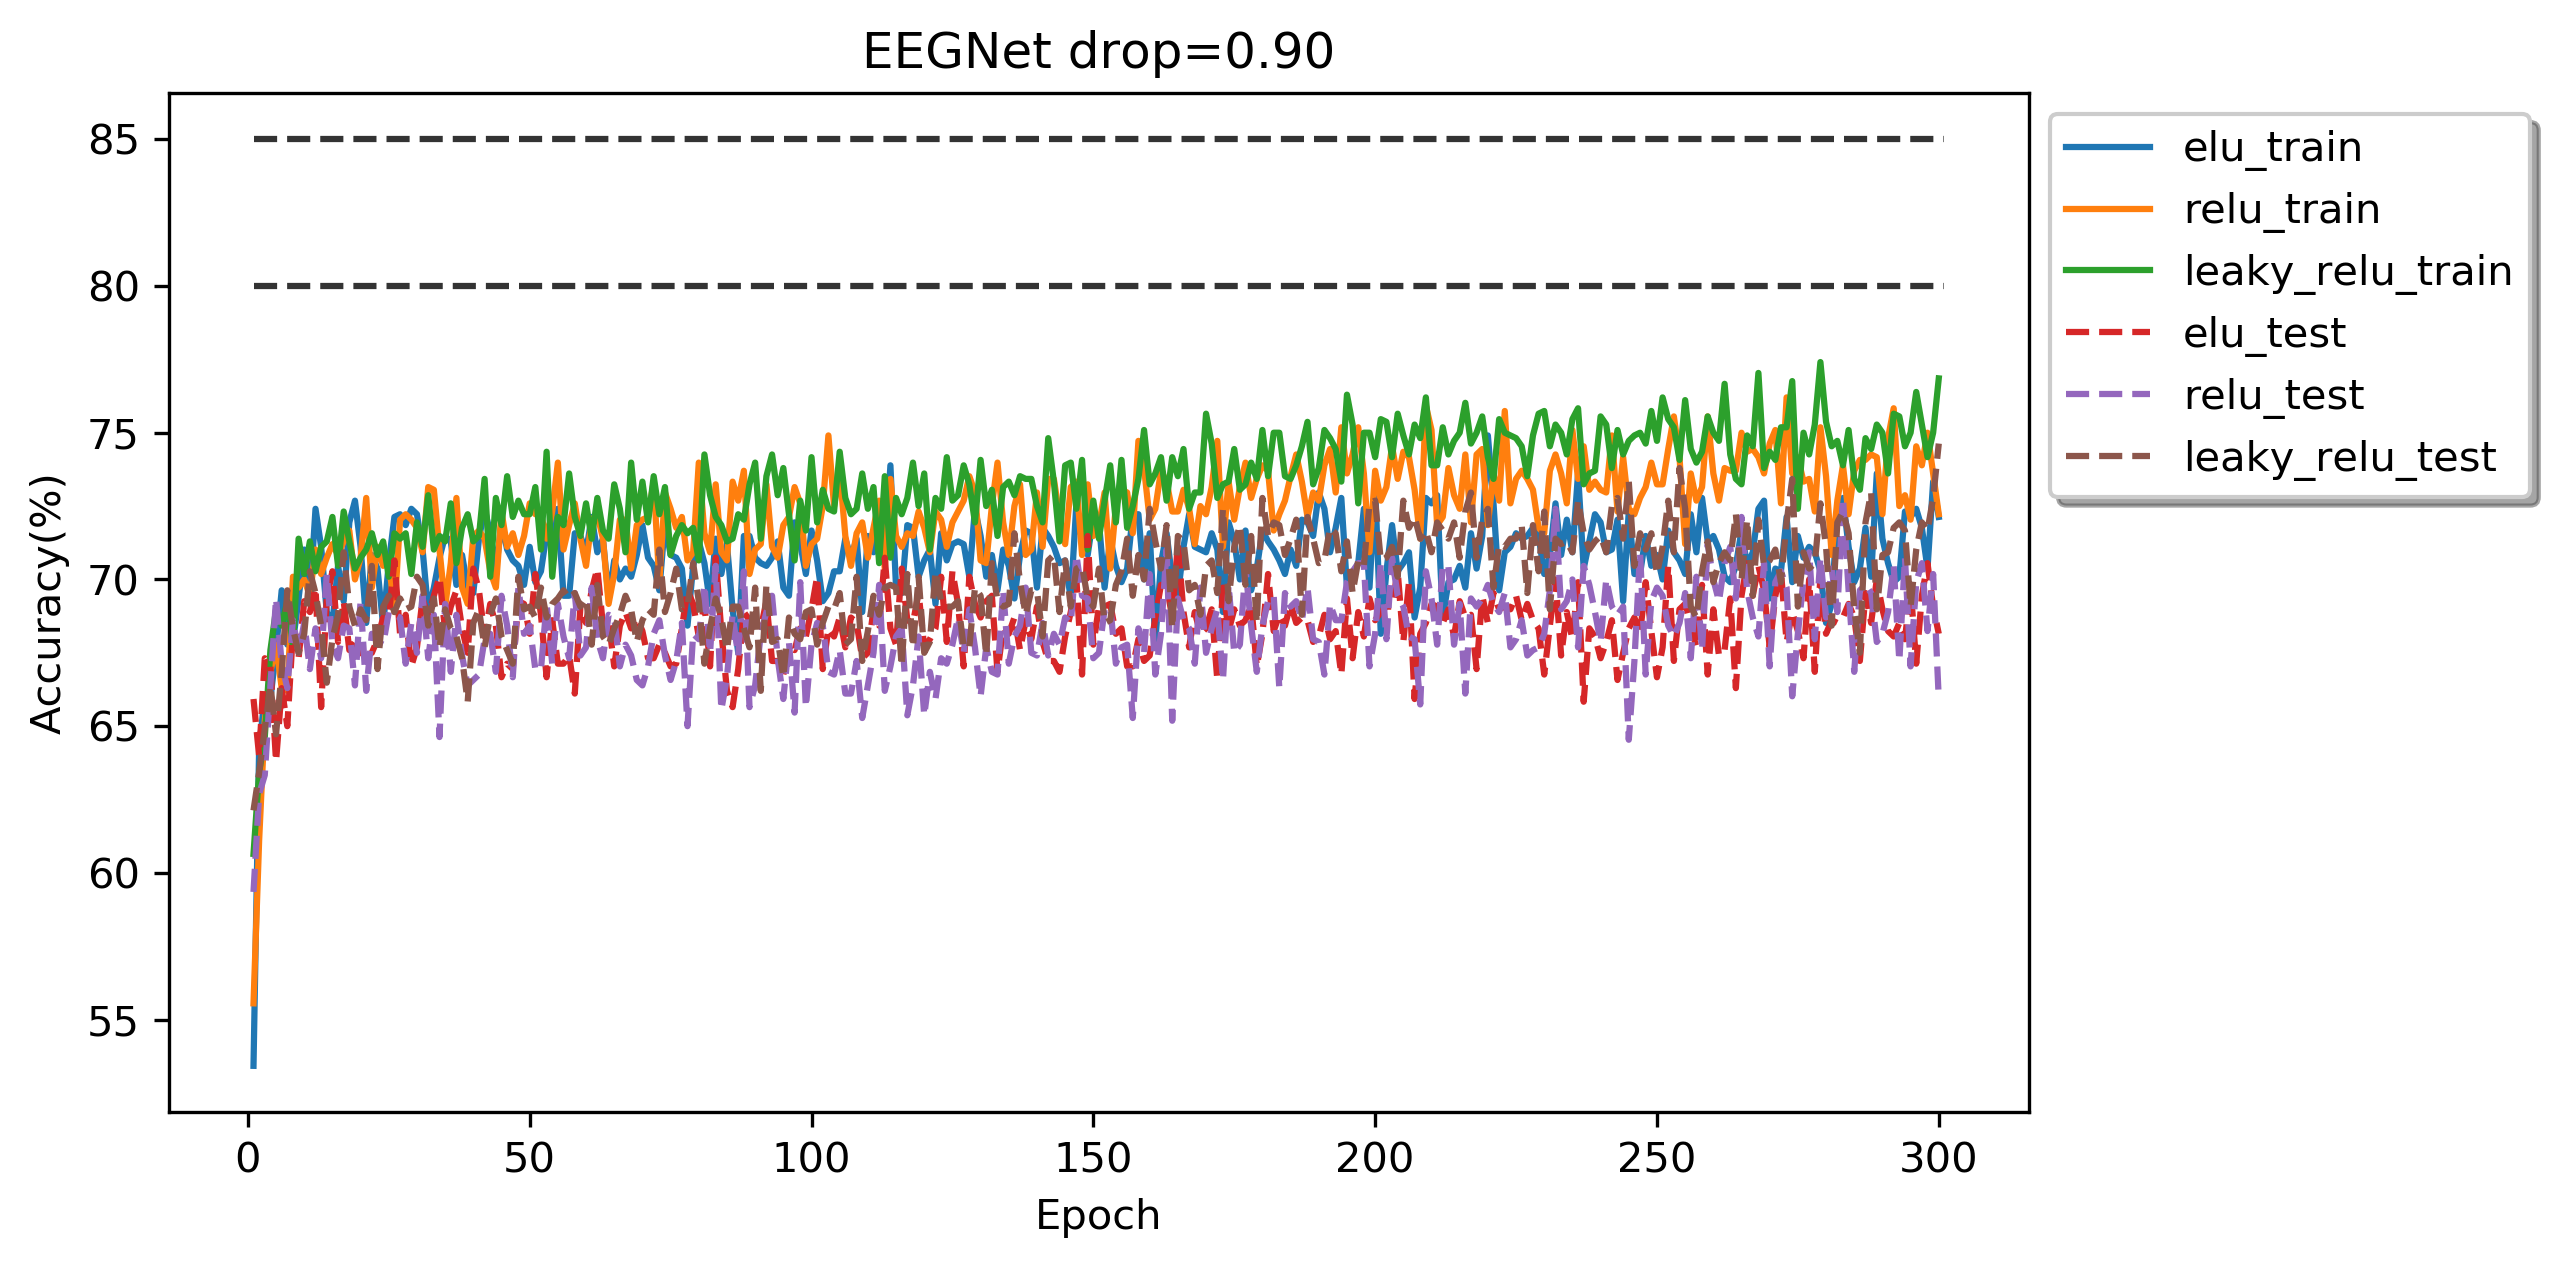 EEGNet drop=0.90
Accuracy(%)
85
80
75
70
65
60
55
0 50 100 150 200 250 300
Epoch
elu_train
relu_train
leaky_relu_train
elu_test
relu_test
leaky_relu_test